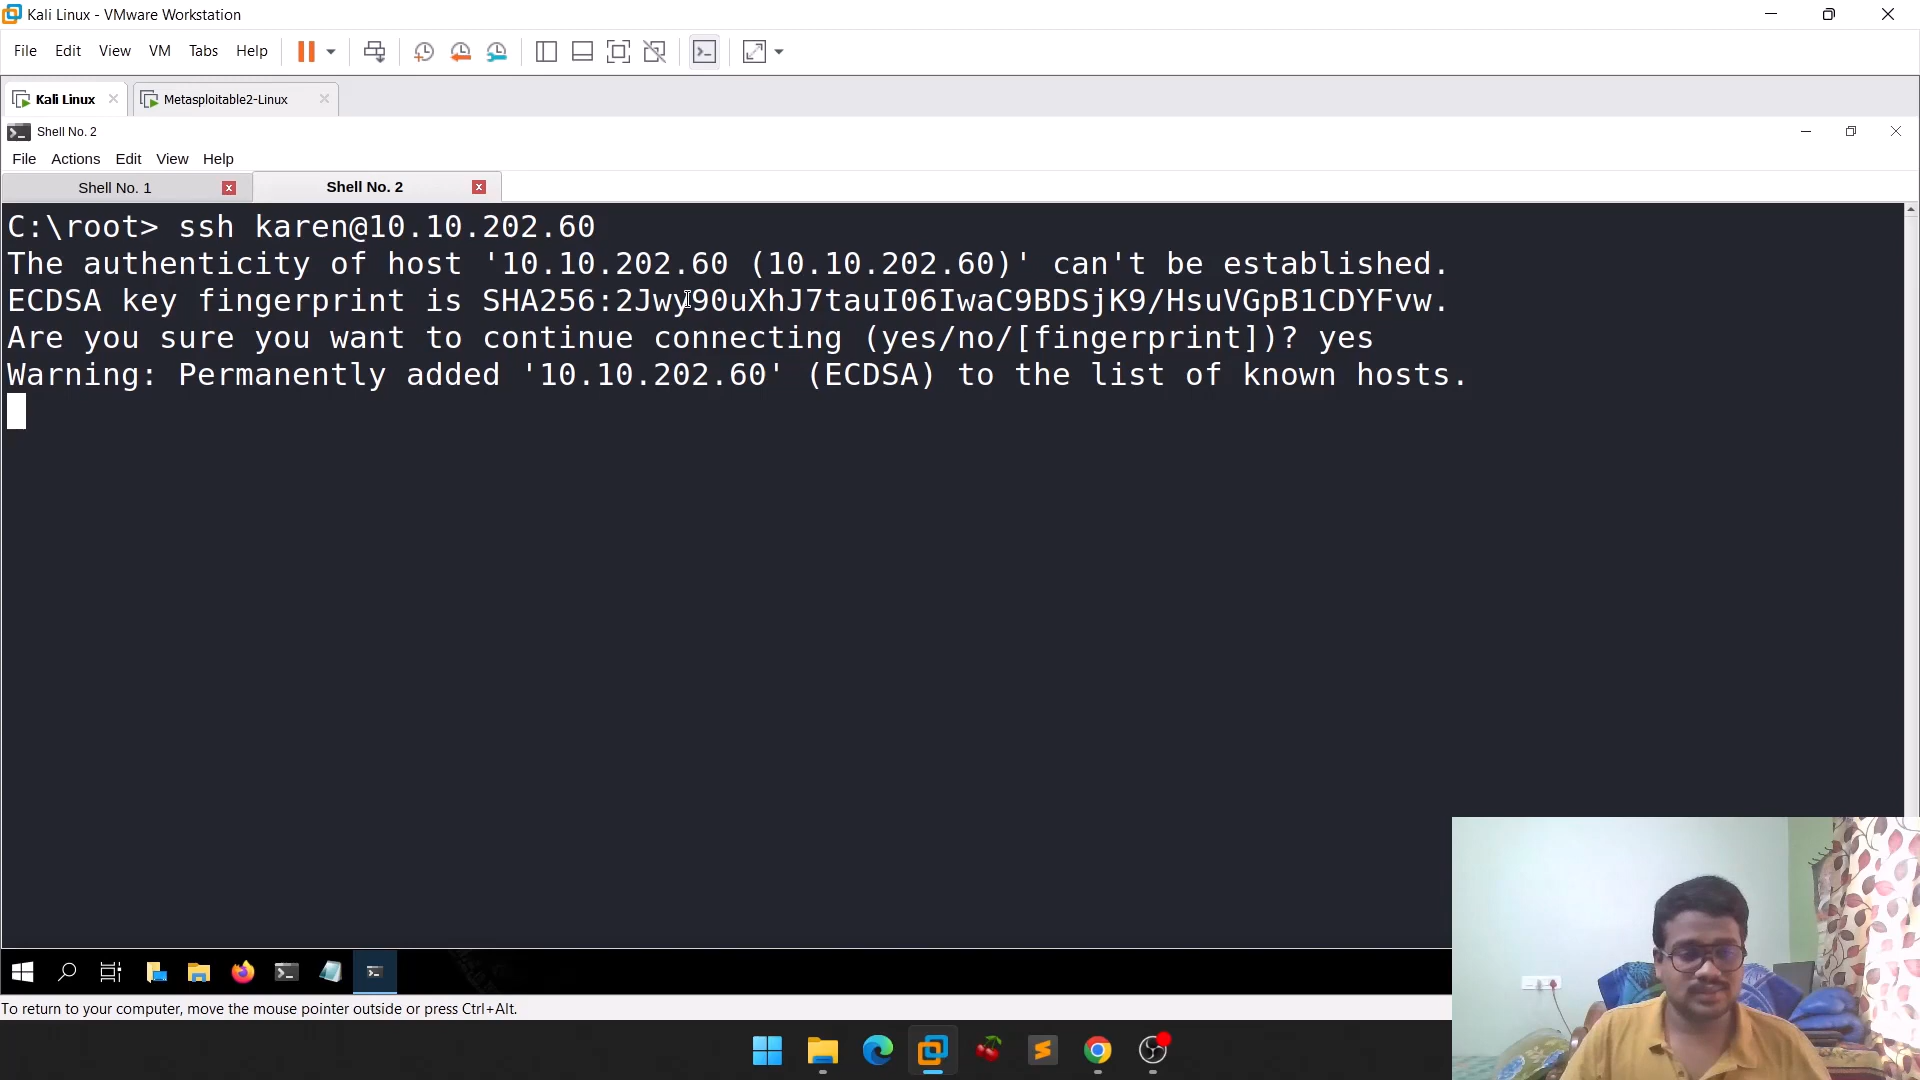 Kali Linux - VMware Workstation
File Edit View VM Tabs Help
Kali Linux
Metasploitable2-Linux
Shell No. 2
File Actions Edit View Help
Shell No. 1
Shell No. 2
C:\root> ssh karen@10.10.202.60
The authenticity of host '10.10.202.60 (10.10.202.60)' can't be established.
ECDSA key fingerprint is SHA256:2Jwy90uXhJ7tauI06IwaC9BDSjK9/HsuVGpB1CDYFvw.
Are you sure you want to continue connecting (yes/no/[fingerprint])? yes
Warning: Permanently added '10.10.202.60' (ECDSA) to the list of known hosts.
To return to your computer, move the mouse pointer outside or press Ctrl+Alt.